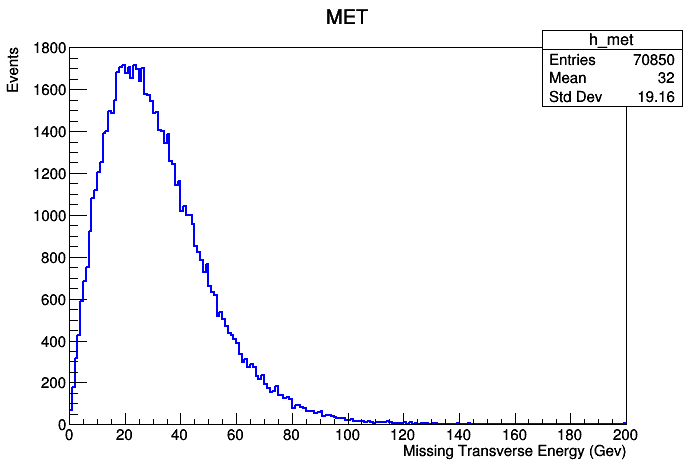 MET
h_met
Entries 70850
Mean 32
Std Dev 19.16
Events
1800
1600
1400
1200
1000
800
600
400
200
0
0 20 40 60 80 100 120 140 160 180 200
Missing Transverse Energy (Gev)